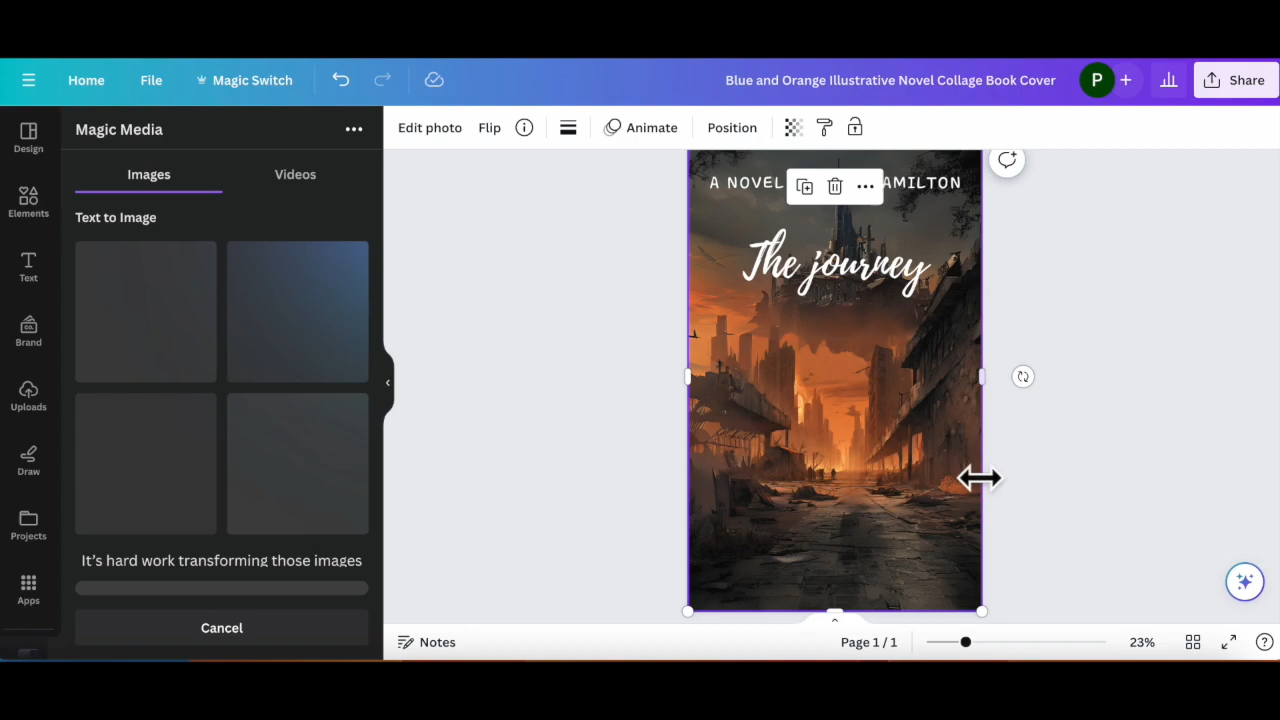 Home
File
Magic Switch
Blue and Orange Illustrative Novel Collage Book Cover
P
+
Share
Design
Elements
Text
Brand
Uploads
Draw
Projects
Apps
Magic Media
Images
Videos
Text to Image
It's hard work transforming those images
Cancel
Edit photo
Flip
Animate
Position
A NOVEL
AMILTON
The journey
Notes
Page 1 / 1
23%